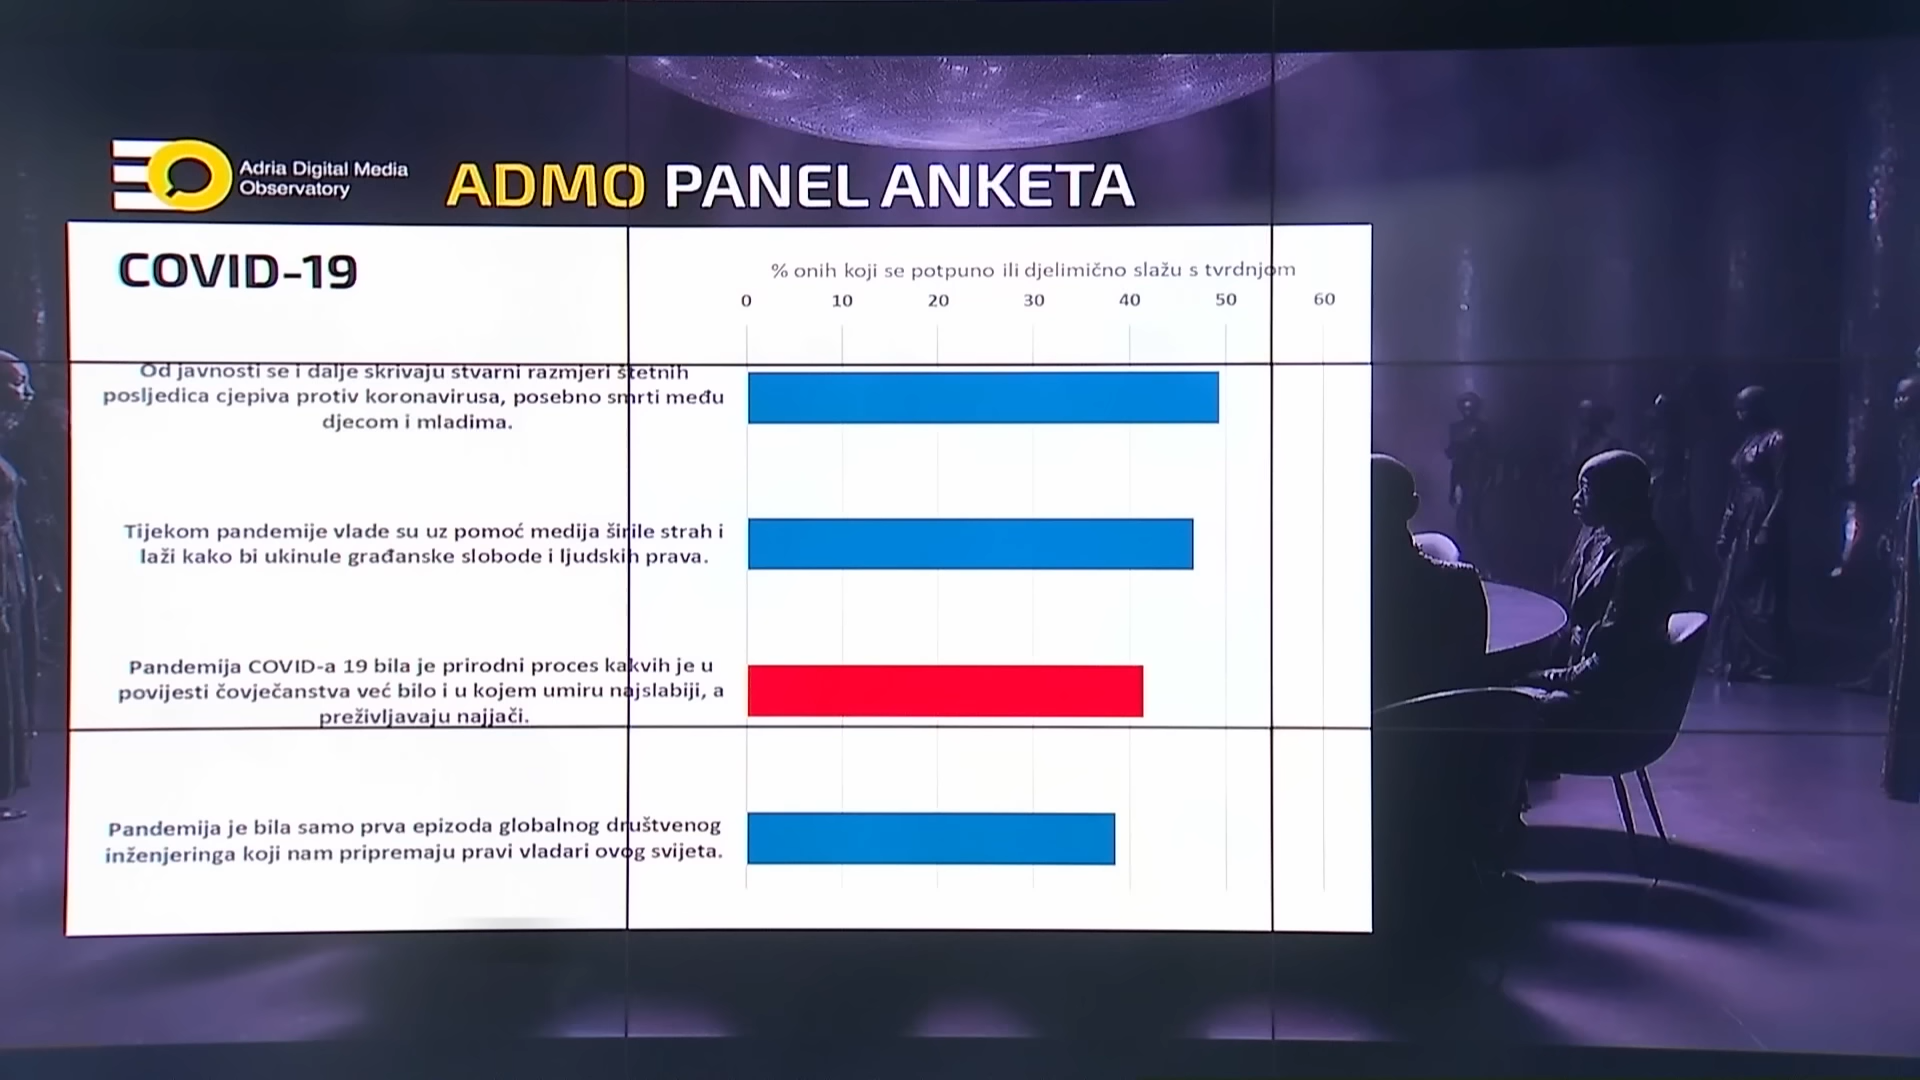 Adria Digital Media
Observatory
ADMO PANEL ANKETA
COVID-19
% onih koji se potpuno ili djelimično slažu s tvrdnjom
0 10 20 30 40 50 60
Od javnosti se i dalje skrivaju stvarni razmjeri štetnih
posljedica cjepiva protiv koronavirusa, posebno smrti među
djecom i mladima.
Tijekom pandemije vlade su uz pomoć medija širile strah i
laži kako bi ukinule građanske slobode i ljudskih prava.
Pandemija COVID-a 19 bila je prirodni proces kakvih je u
povijesti čovječanstva već bilo i u kojem umiru najslabiji, a
preživljavaju najjači.
Pandemija je bila samo prva epizoda globalnog društvenog
inženjeringa koji nam pripremaju pravi vladari ovog svijeta.